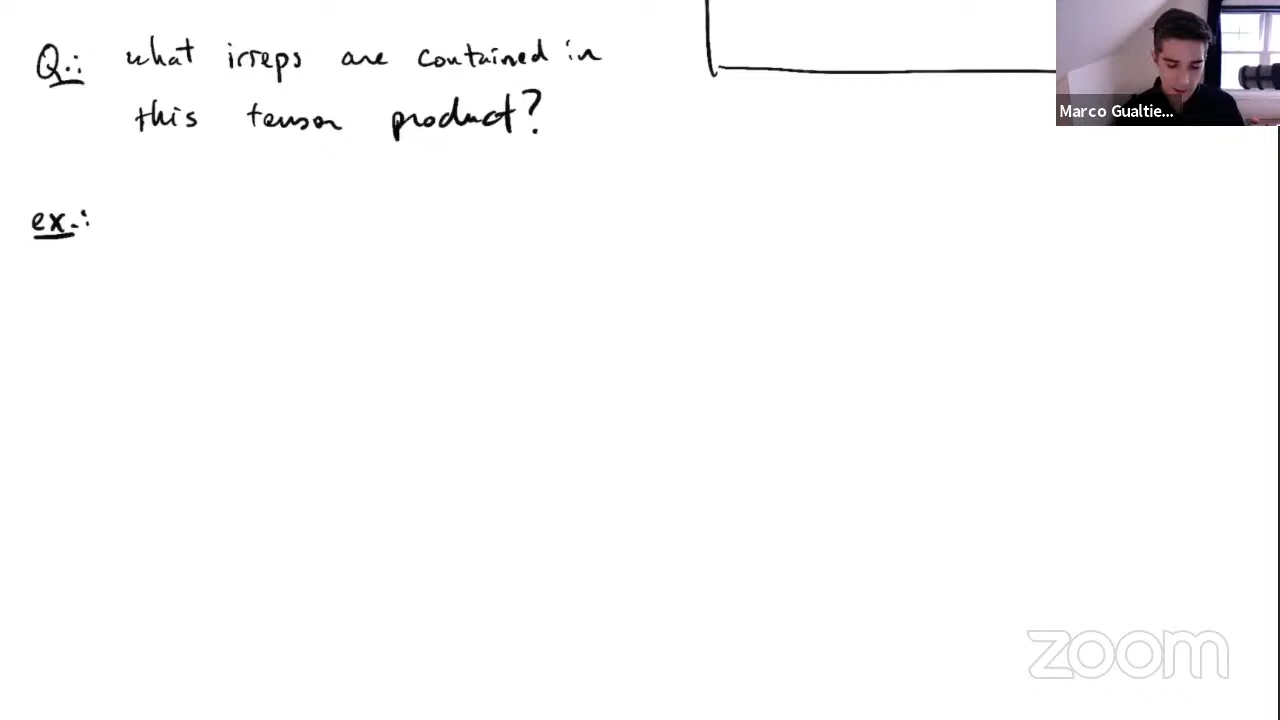 Q.: what irreps are contained in
this tensor product?
ex.:
Marco Gualtie...
zoom